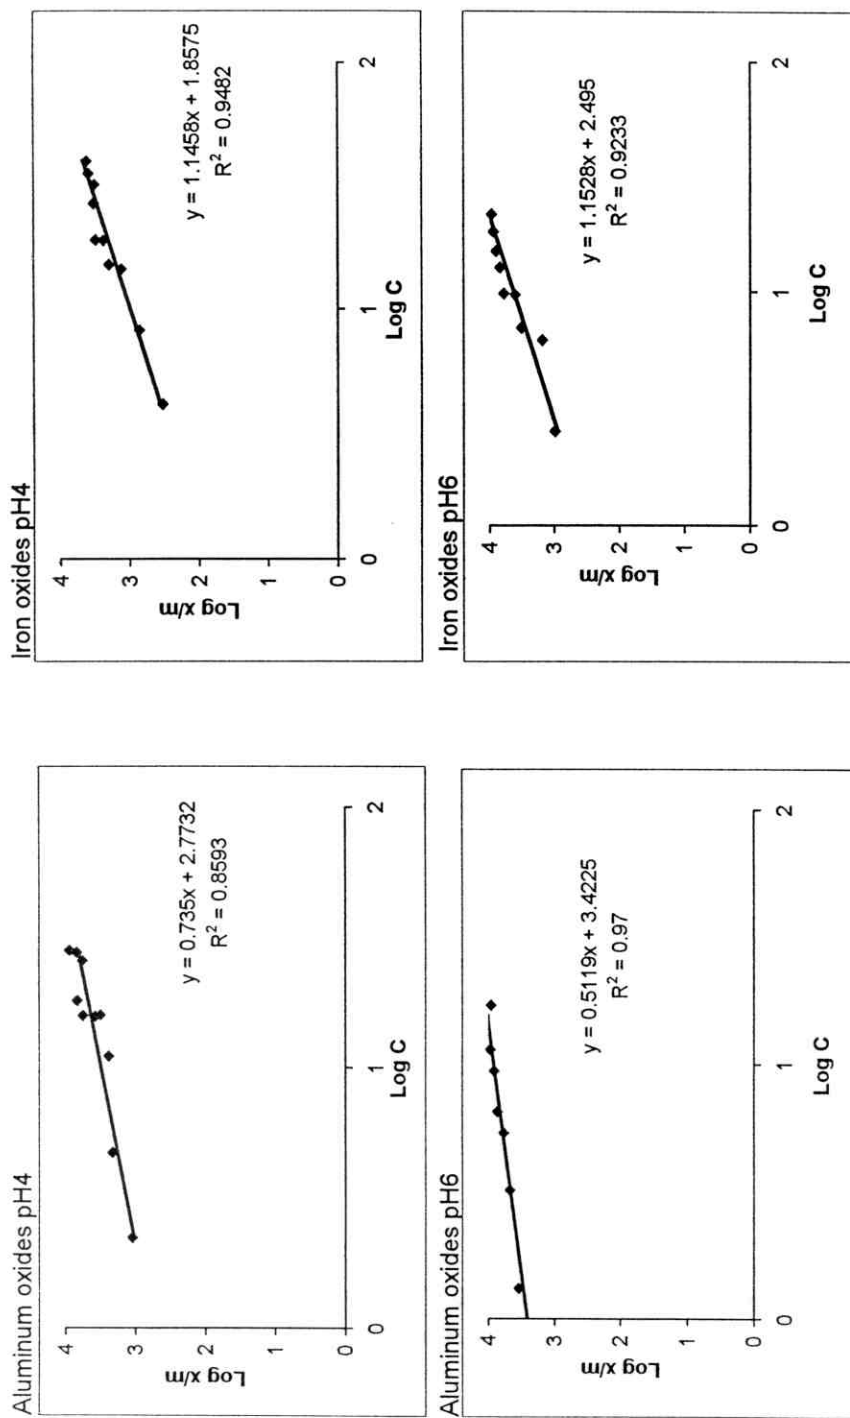 Aluminum oxides pH4
4
3
2
1
0
Log x/m
y = 0.735x + 2.7732
R² = 0.8593
0
1
2
Log C
Iron oxides pH4
4
3
2
1
0
Log x/m
y = 1.1458x + 1.8575
R² = 0.9482
0
1
2
Log C
Aluminum oxides pH6
4
3
2
1
0
Log x/m
y = 0.5119x + 3.4225
R² = 0.97
0
1
2
Log C
Iron oxides pH6
4
3
2
1
0
Log x/m
y = 1.1528x + 2.495
R² = 0.9233
0
1
2
Log C